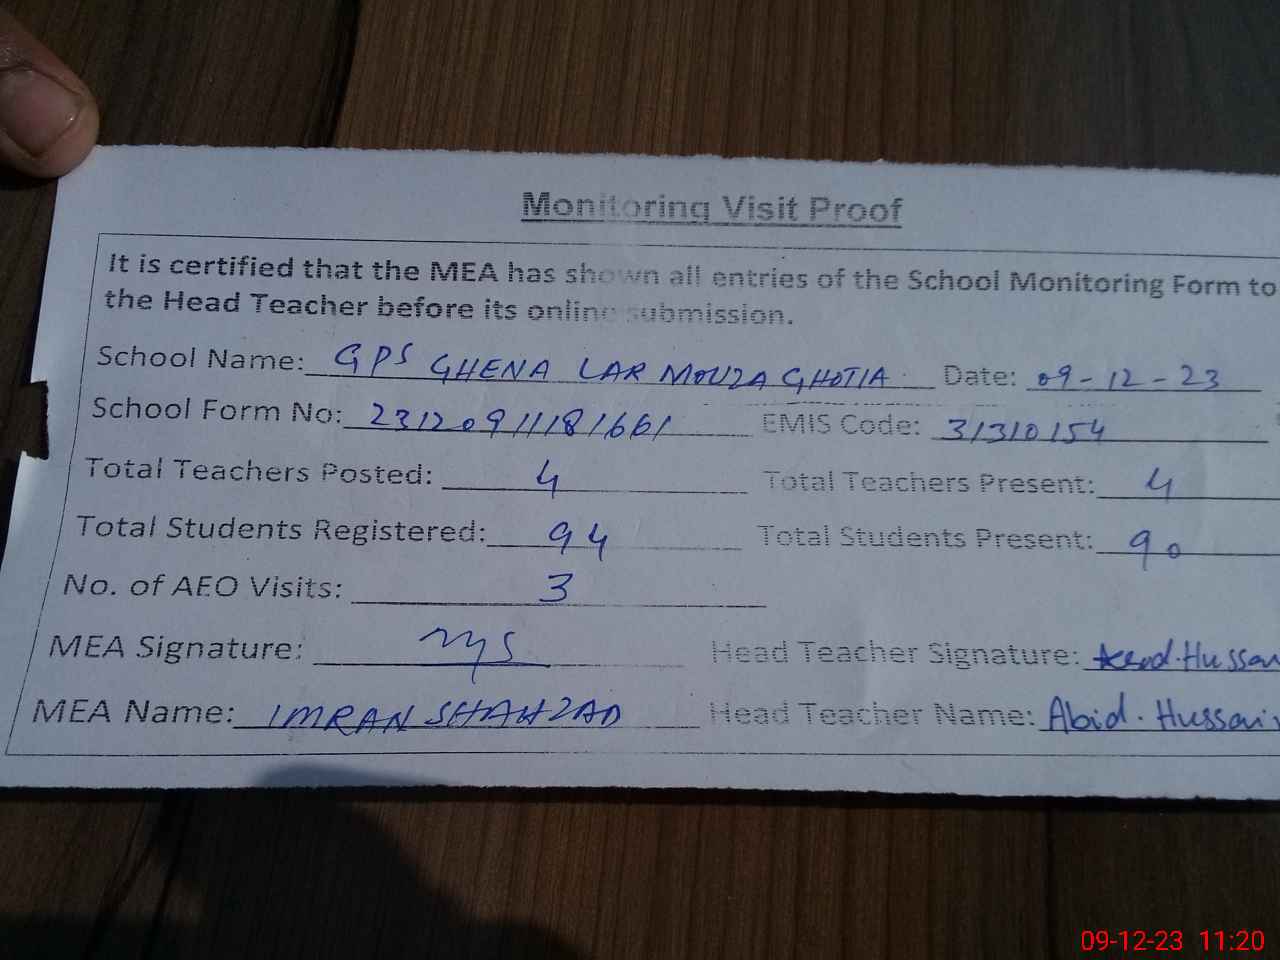 Monitoring Visit Proof
It is certified that the MEA has shown all entries of the School Monitoring Form to
the Head Teacher before its online submission.
School Name: GPS GHENA LAR MOUZA GHOTIA Date: 09-12-23
School Form No: 23120911181661 EMIS Code: 31310154
Total Teachers Posted: 4 Total Teachers Present: 4
Total Students Registered: 94 Total Students Present: 90
No. of AEO Visits: 3
MEA Signature: Head Teacher Signature: Hussai
MEA Name: IMRAN SHAHZAD Head Teacher Name: Abid. Hussai
09-12-23 11:20